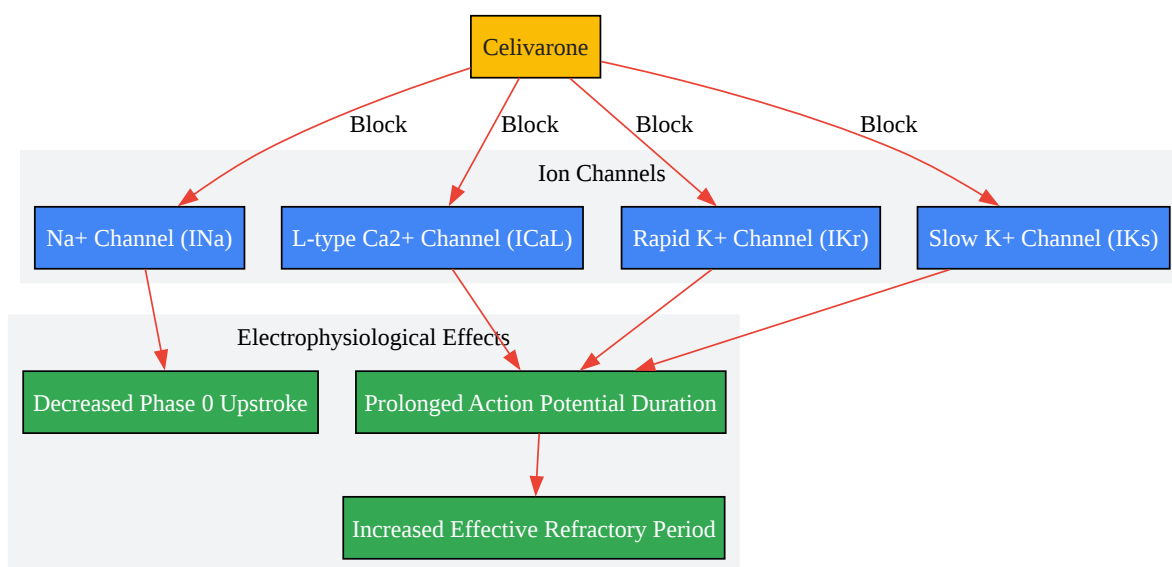 Celivarone
Block
Block
Block
Block
Ion Channels
Na+ Channel (INa)
L-type Ca2+ Channel (ICaL)
Rapid K+ Channel (IKr)
Slow K+ Channel (IKs)
Electrophysiological Effects
Decreased Phase 0 Upstroke
Prolonged Action Potential Duration
Increased Effective Refractory Period